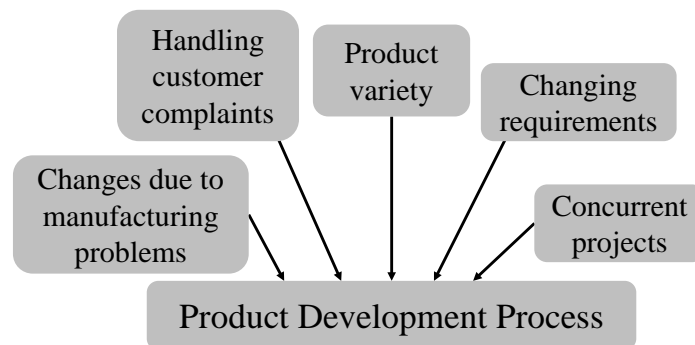 Handling
customer
complaints
Product
variety
Changing
requirements
Changes due to
manufacturing
problems
Concurrent
projects
Product Development Process